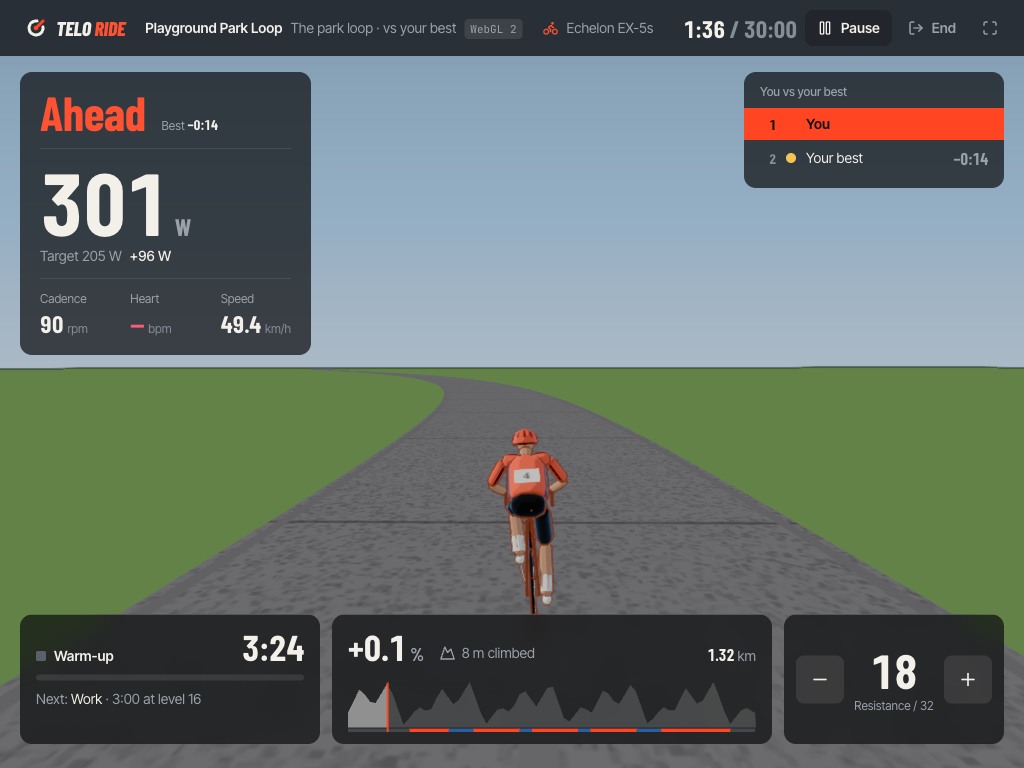 TELO RIDE Playground Park Loop The park loop · vs your best WebGL 2 Echelon EX-5s 1:36 / 30:00 Pause End
Ahead Best −0:14
301 W
Target 205 W +96 W
Cadence Heart Speed
90 rpm — bpm 49.4 km/h
You vs your best
1 You
2 Your best −0:14
4
Warm-up 3:24
Next: Work · 3:00 at level 16
+0.1 % 8 m climbed 1.32 km
− 18 +
Resistance / 32